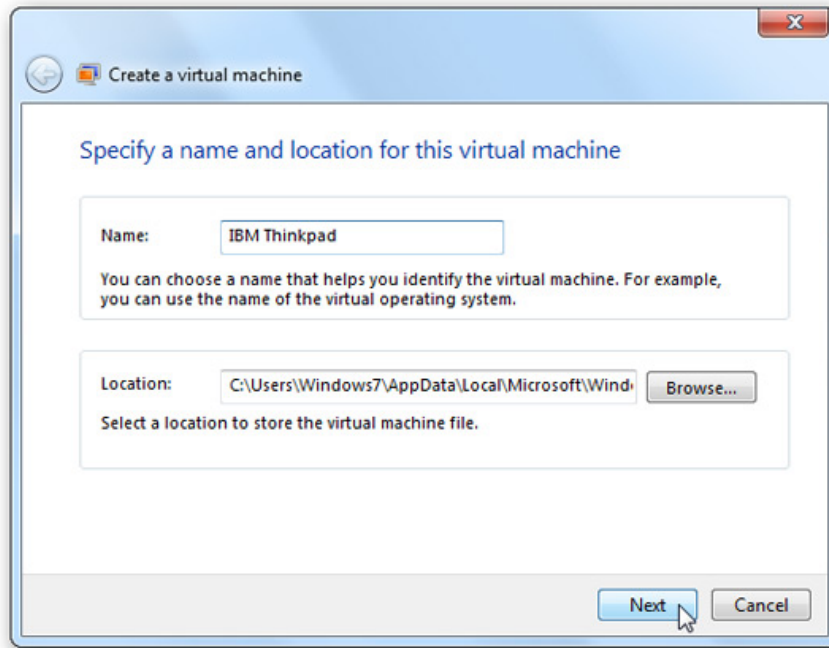 Create a virtual machine
Specify a name and location for this virtual machine
Name: IBM Thinkpad
You can choose a name that helps you identify the virtual machine. For example,
you can use the name of the virtual operating system.
Location: C:\Users\Windows7\AppData\Local\Microsoft\Wind Browse...
Select a location to store the virtual machine file.
Next Cancel